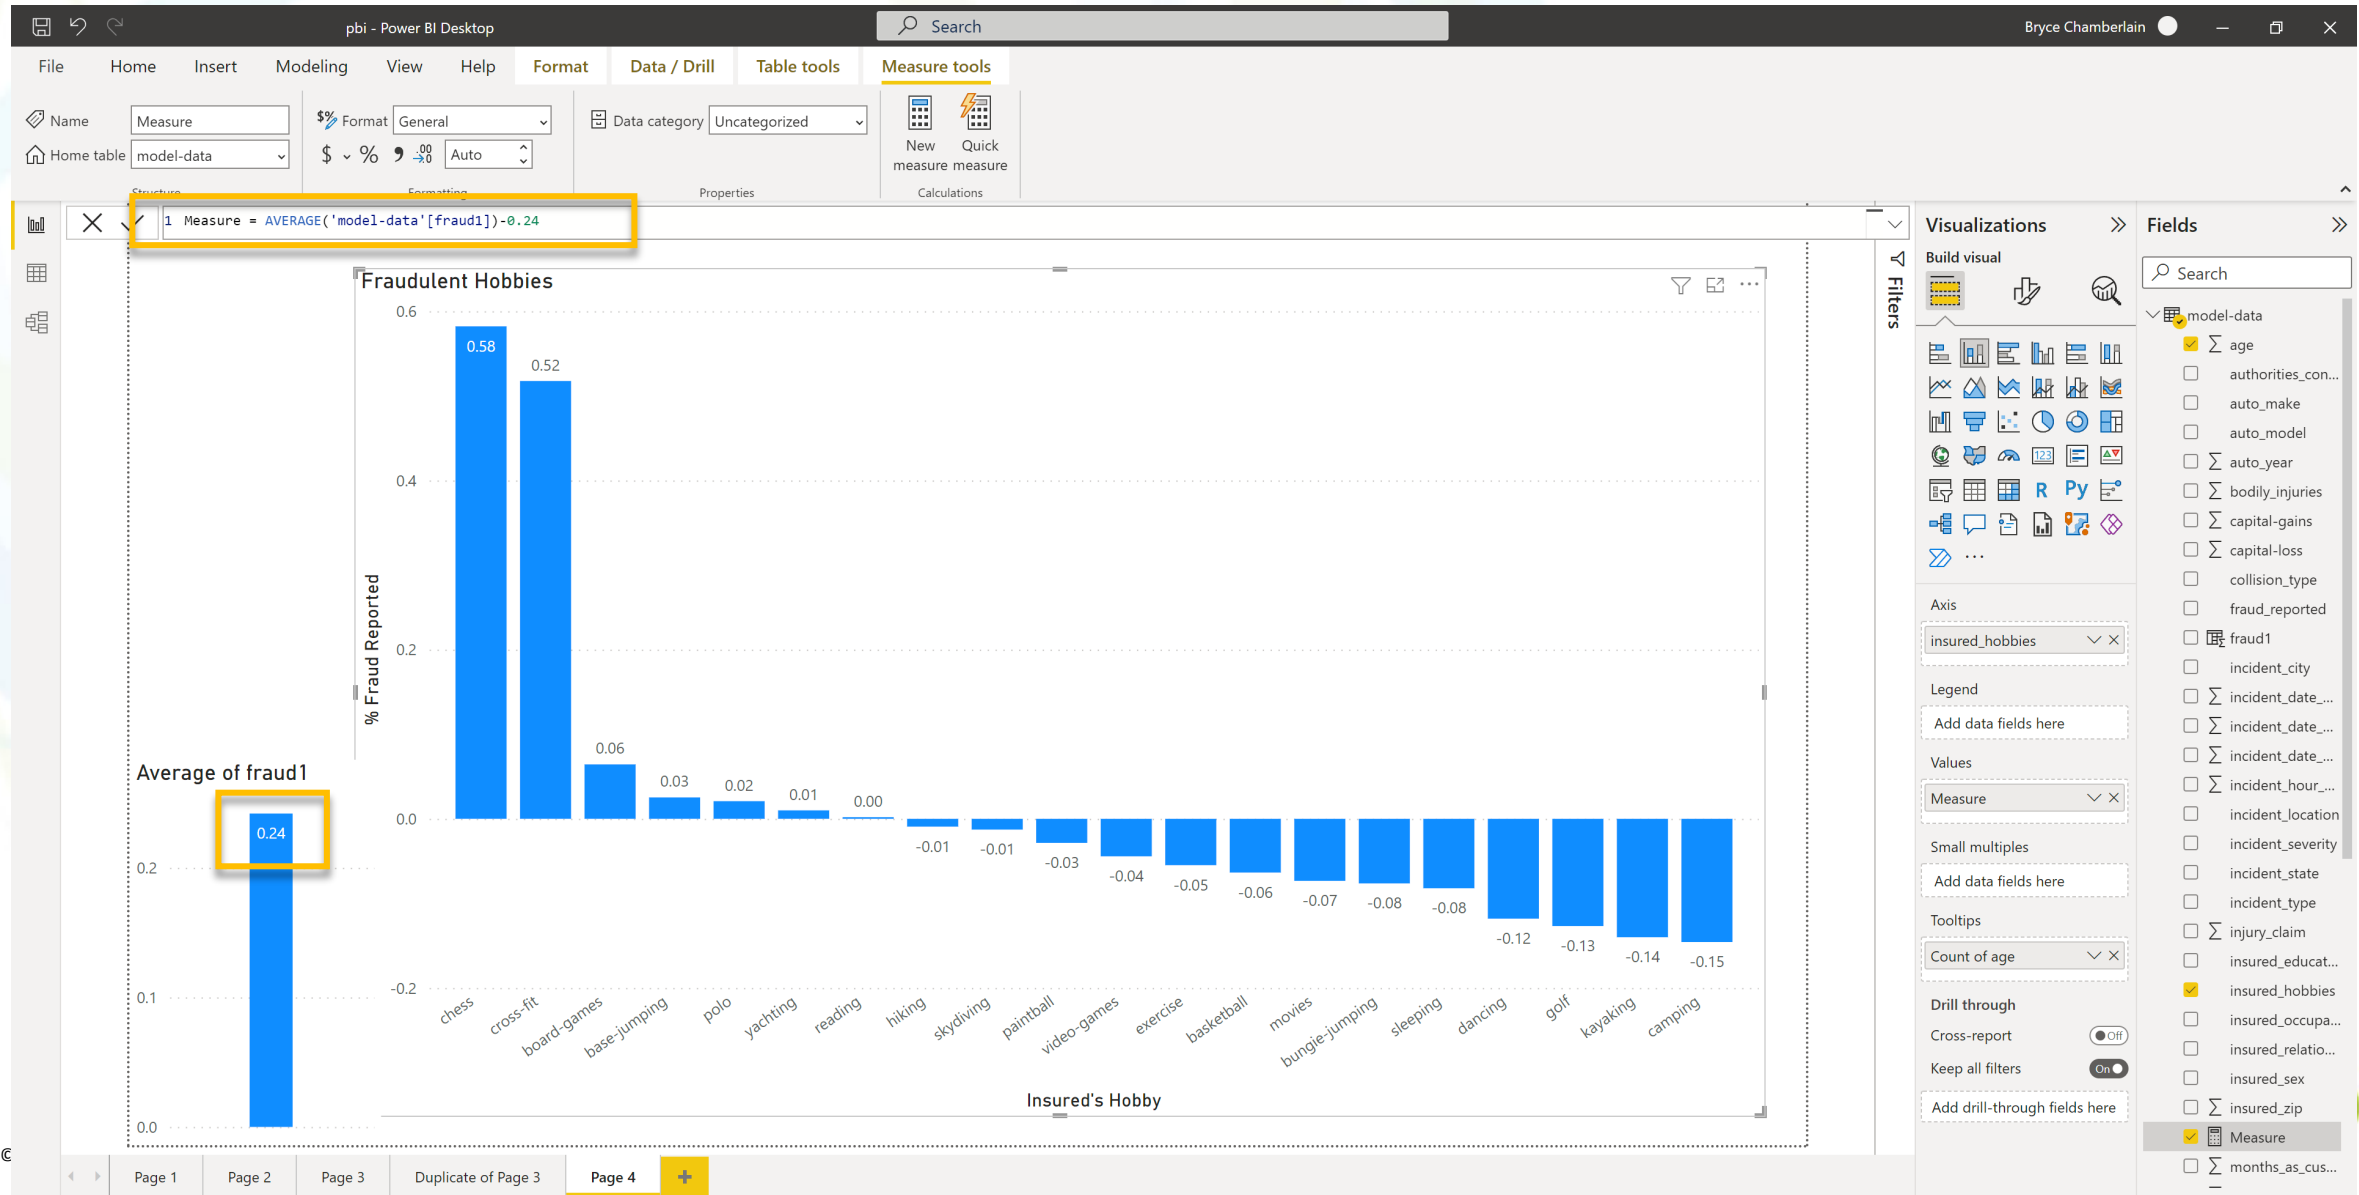 pbi - Power BI Desktop
Search
Bryce Chamberlain
File Home Insert Modeling View Help Format Data / Drill Table tools Measure tools
Name Measure
Home table model-data
Structure
$% Format General
$ % 9 .00 Auto
Formatting
Data category Uncategorized
Properties
New measure
Quick measure
Calculations
1 Measure = AVERAGE('model-data'[fraud1])-0.24
Fraudulent Hobbies
0.6
0.4
0.2
0.0
-0.2
% Fraud Reported
0.58
0.52
0.06
0.03
0.02
0.01
0.00
-0.01
-0.01
-0.03
-0.04
-0.05
-0.06
-0.07
-0.08
-0.08
-0.12
-0.13
-0.14
-0.15
chess
cross-fit
board-games
base-jumping
polo
yachting
reading
hiking
skydiving
paintball
video-games
exercise
basketball
movies
bungie-jumping
sleeping
dancing
golf
kayaking
camping
Insured's Hobby
Average of fraud1
0.24
0.2
0.1
0.0
©
Page 1
Page 2
Page 3
Duplicate of Page 3
Page 4
+
Filters
Visualizations
Build visual
123
R
Py
...
Axis
insured_hobbies
Legend
Add data fields here
Values
Measure
Small multiples
Add data fields here
Tooltips
Count of age
Drill through
Cross-report Off
Keep all filters On
Add drill-through fields here
Fields
Search
model-data
Σ age
authorities_con...
auto_make
auto_model
Σ auto_year
Σ bodily_injuries
Σ capital-gains
Σ capital-loss
collision_type
fraud_reported
fraud1
incident_city
Σ incident_date_...
Σ incident_date_...
Σ incident_date_...
Σ incident_hour_...
incident_location
incident_severity
incident_state
incident_type
Σ injury_claim
insured_educat...
insured_hobbies
insured_occupa...
insured_relatio...
insured_sex
Σ insured_zip
Measure
Σ months_as_cus...